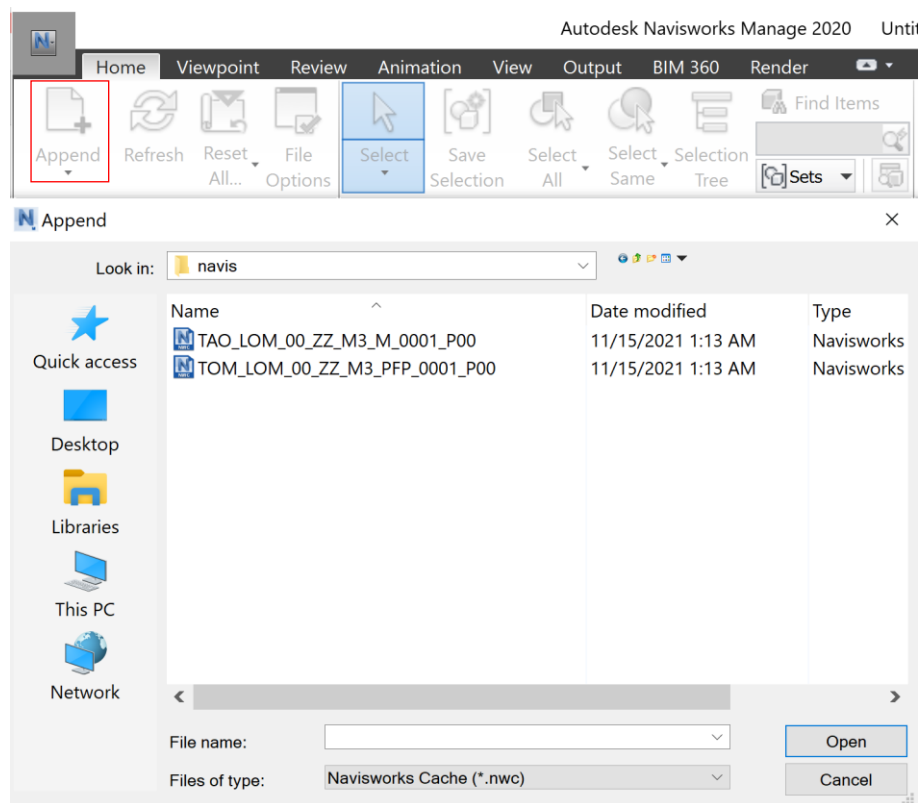 Autodesk Navisworks Manage 2020 Untit
Home Viewpoint Review Animation View Output BIM 360 Render
Append Refresh Reset All... File Options Select Save Selection Select All Select Same Selection Tree Find Items
Sets
Append
Look in: navis
Name Date modified Type
TAO_LOM_00_ZZ_M3_M_0001_P00 11/15/2021 1:13 AM Navisworks
TOM_LOM_00_ZZ_M3_PFP_0001_P00 11/15/2021 1:13 AM Navisworks
Quick access
Desktop
Libraries
This PC
Network
File name: Open
Files of type: Navisworks Cache (*.nwc) Cancel